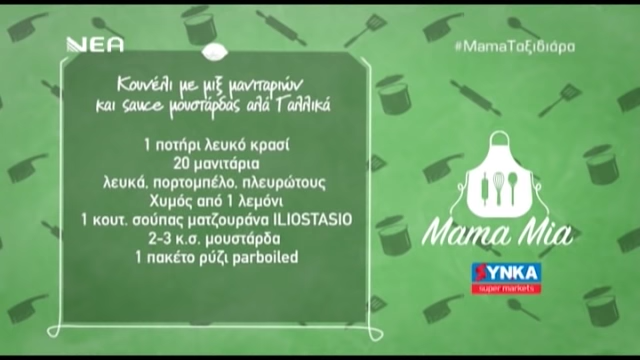 ΝΕΑ
#MamaΤαξιδιάρα
Κουνέλι με μιξ μανιταριών
και sauce μουστάρδας αλά Γαλλικά
1 ποτήρι λευκό κρασί
20 μανιτάρια
λευκά, πορτομπέλο, πλευρώτους
Χυμός από 1 λεμόνι
1 κουτ. σούπας ματζουράνα ILIOSTASIO
2-3 κ.σ. μουστάρδα
1 πακέτο ρύζι parboiled
Mama Mia
SYNKA
super markets